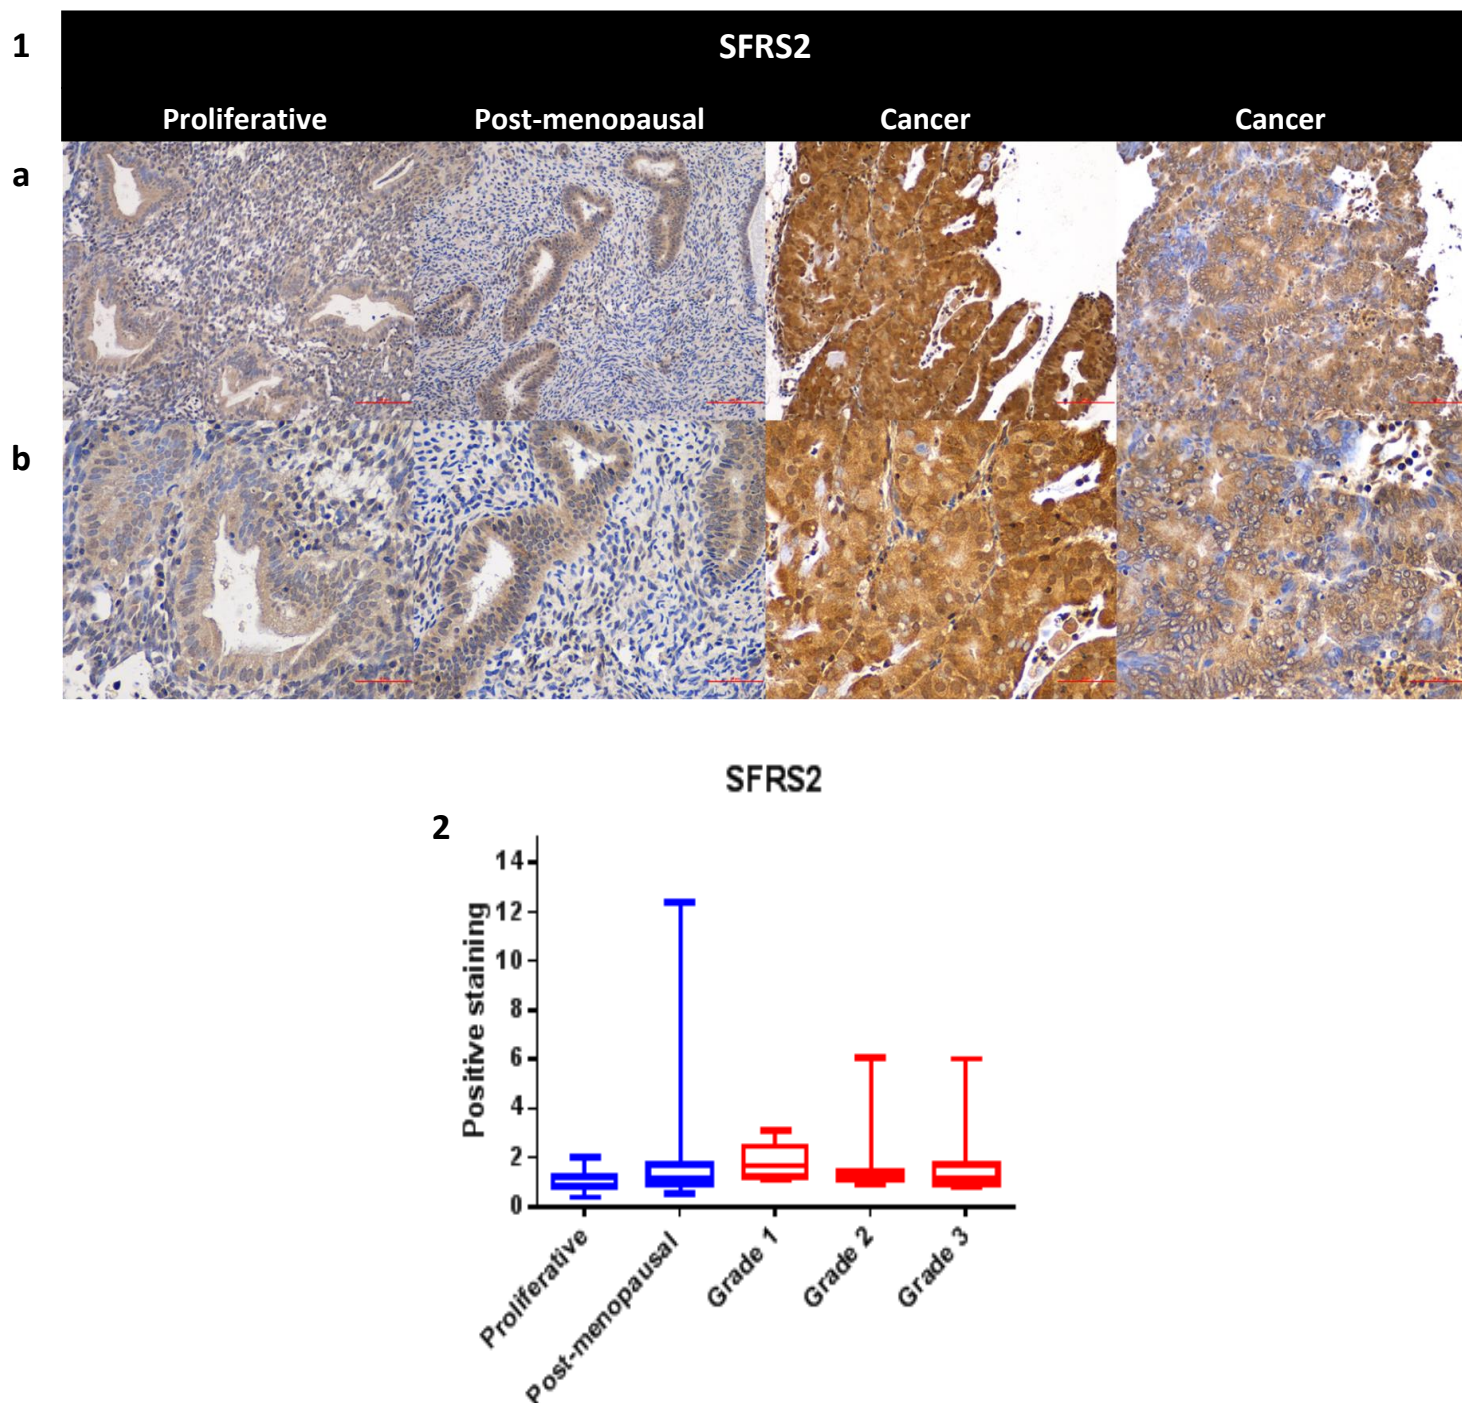 1
SFRS2
Proliferative Post-menopausal Cancer Cancer
a
b
SFRS2
2
14
12
10
8
6
4
2
0
Positive staining
Proliferative
Post-menopausal
Grade 1
Grade 2
Grade 3